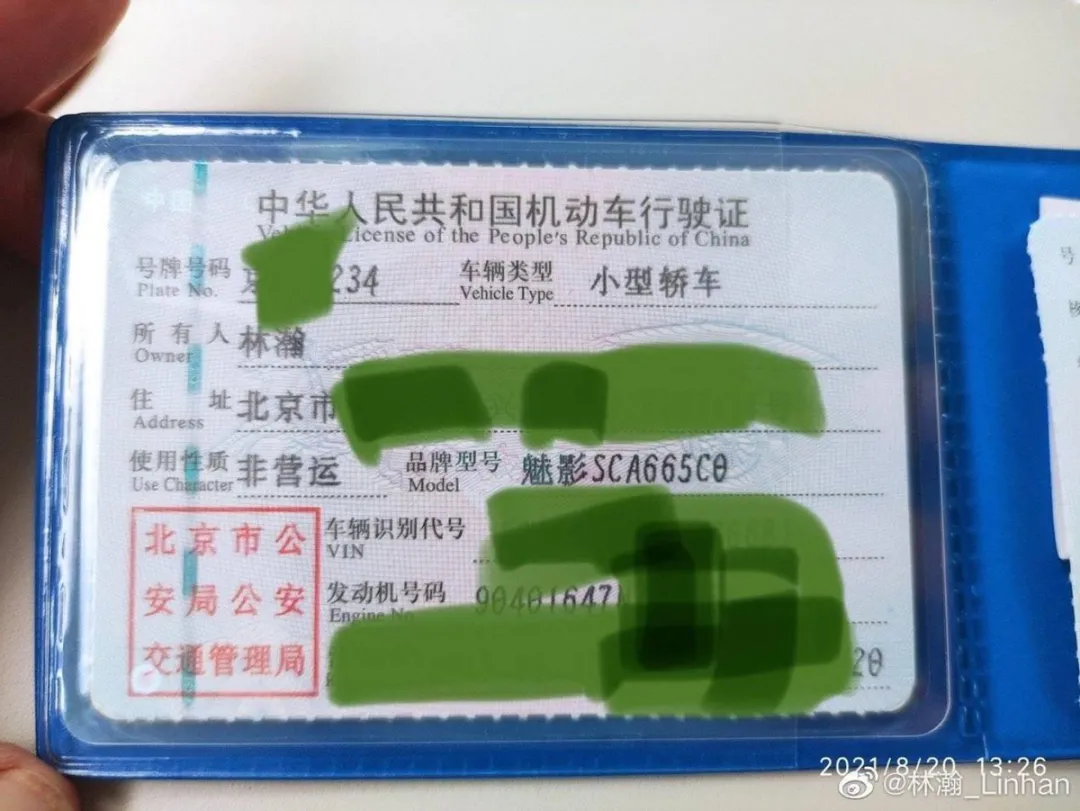 中华人民共和国机动车行驶证
License of the People's Republic of China
号牌号码 234 车辆类型 小型轿车
Plate No. Vehicle Type
所有人 林瀚
Owner
住址 北京市
Address
使用性质 非营运 品牌型号 魅影SCA665C0
Use Character Model
北京市公
安局公安
交通管理局
车辆识别代号
VIN
发动机号码 90401647
Engine No.
20
号
2021/8/20 13:26
@林瀚_Linhan